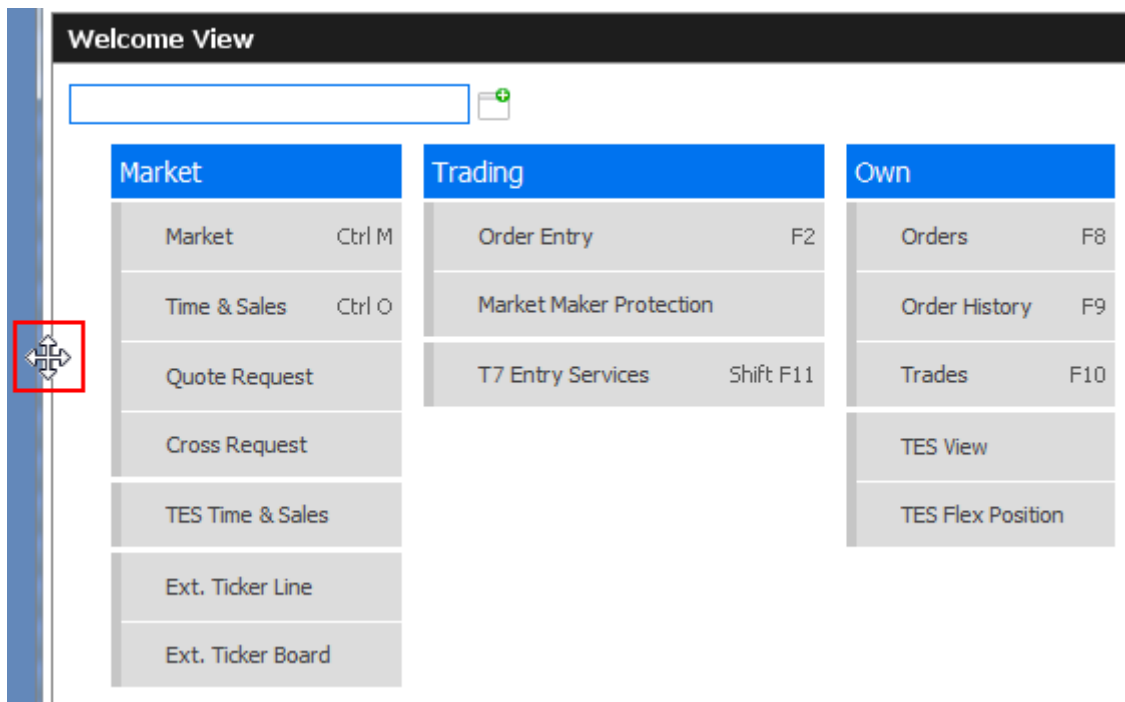 Welcome View
Market
Market Ctrl M
Time & Sales Ctrl O
Quote Request
Cross Request
TES Time & Sales
Ext. Ticker Line
Ext. Ticker Board
Trading
Order Entry F2
Market Maker Protection
T7 Entry Services Shift F11
Own
Orders F8
Order History F9
Trades F10
TES View
TES Flex Position